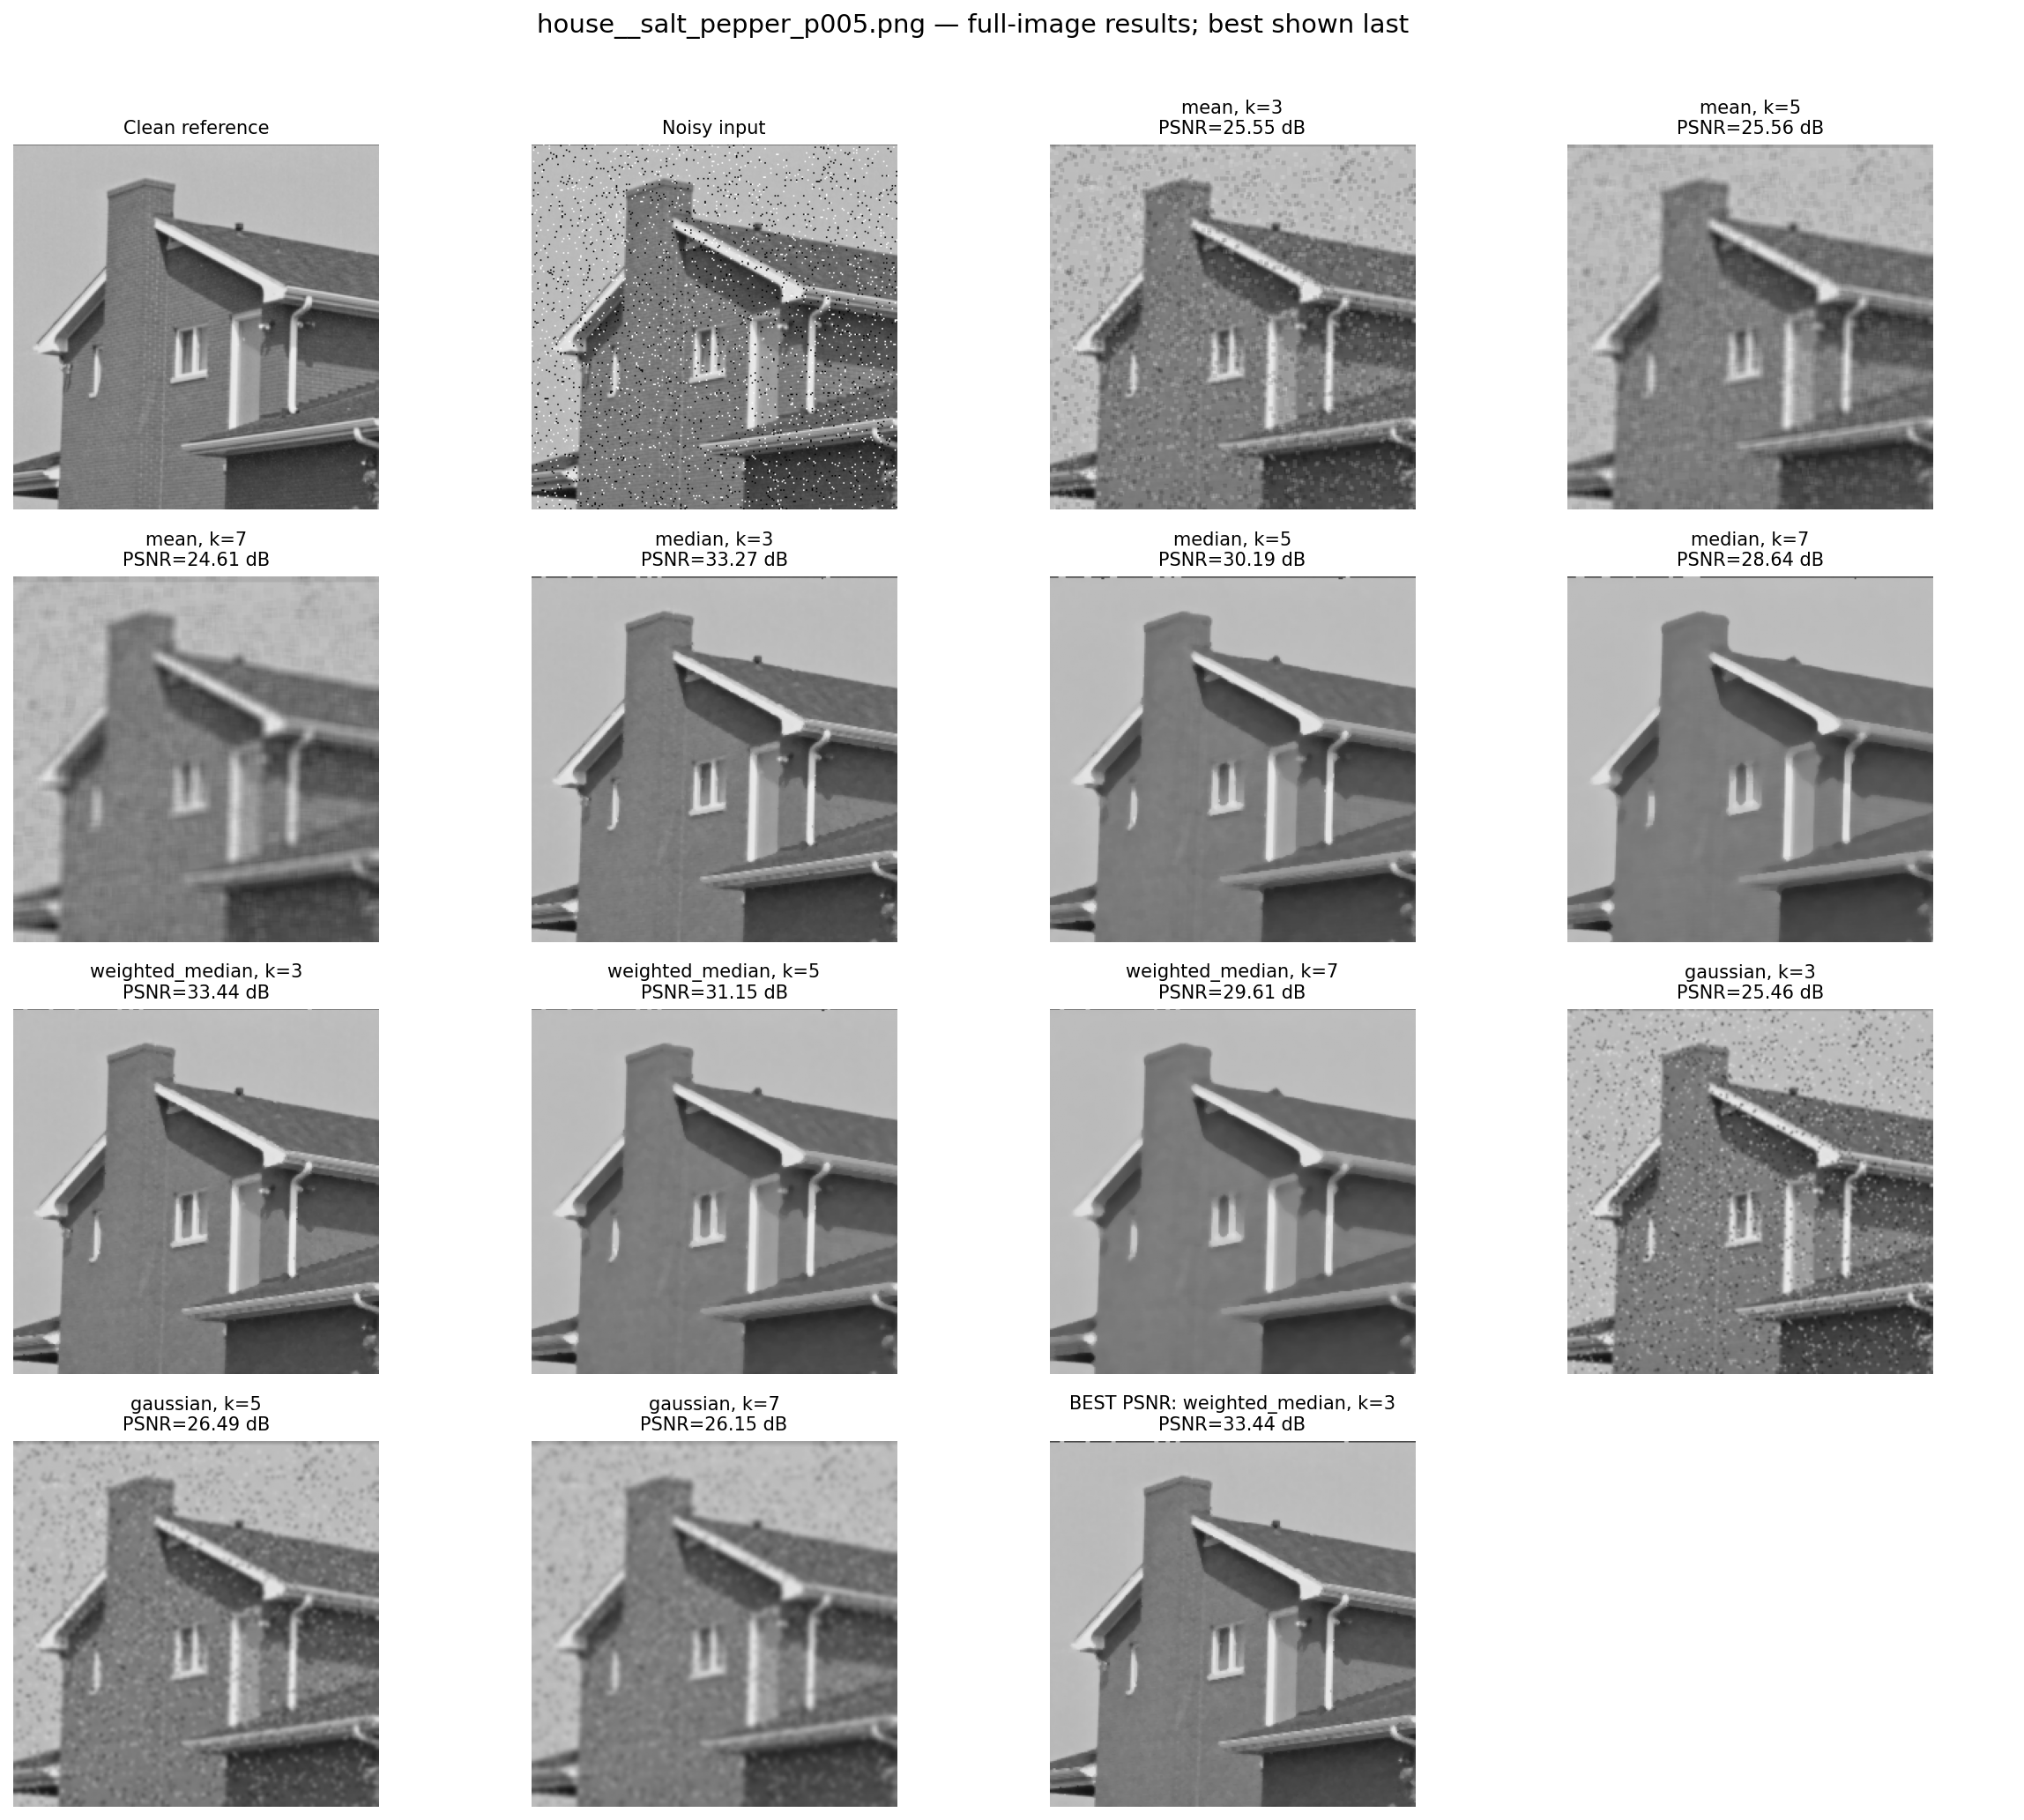 house__salt_pepper_p005.png — full-image results; best shown last
Clean reference
Noisy input
mean, k=3
PSNR=25.55 dB
mean, k=5
PSNR=25.56 dB
mean, k=7
PSNR=24.61 dB
median, k=3
PSNR=33.27 dB
median, k=5
PSNR=30.19 dB
median, k=7
PSNR=28.64 dB
weighted_median, k=3
PSNR=33.44 dB
weighted_median, k=5
PSNR=31.15 dB
weighted_median, k=7
PSNR=29.61 dB
gaussian, k=3
PSNR=25.46 dB
gaussian, k=5
PSNR=26.49 dB
gaussian, k=7
PSNR=26.15 dB
BEST PSNR: weighted_median, k=3
PSNR=33.44 dB